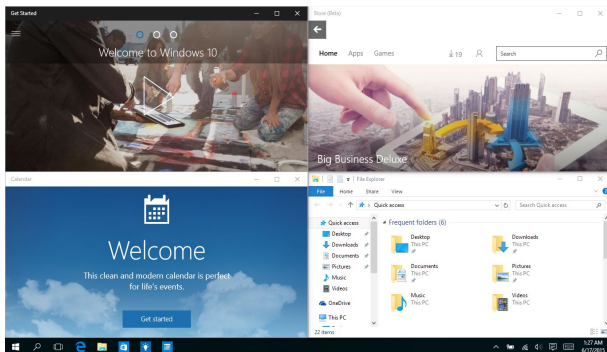 Get Started
Welcome to Windows 10
Store (Beta)
Home Apps Games 19 Search
Big Business Deluxe
Calendar
Welcome
This clean and modern calendar is perfect
for life's events.
Get started
File Explorer
File Home Share View
Quick access Search Quick access
Quick access
Desktop
Downloads
Documents
Pictures
Music
Videos
OneDrive
This PC
Frequent folders (6)
Desktop
This PC
Downloads
This PC
Documents
This PC
Pictures
This PC
Music
This PC
Videos
This PC
22 items
1:27 AM
6/17/2015